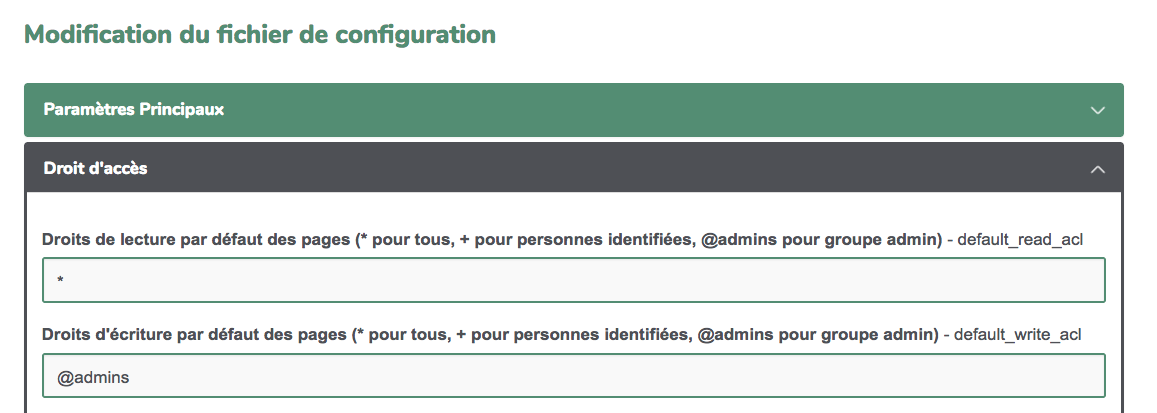 Modification du fichier de configuration
Paramètres Principaux
Droit d'accès
Droits de lecture par défaut des pages (* pour tous, + pour personnes identifiées, @admins pour groupe admin) - default_read_acl
*
Droits d'écriture par défaut des pages (* pour tous, + pour personnes identifiées, @admins pour groupe admin) - default_write_acl
@admins